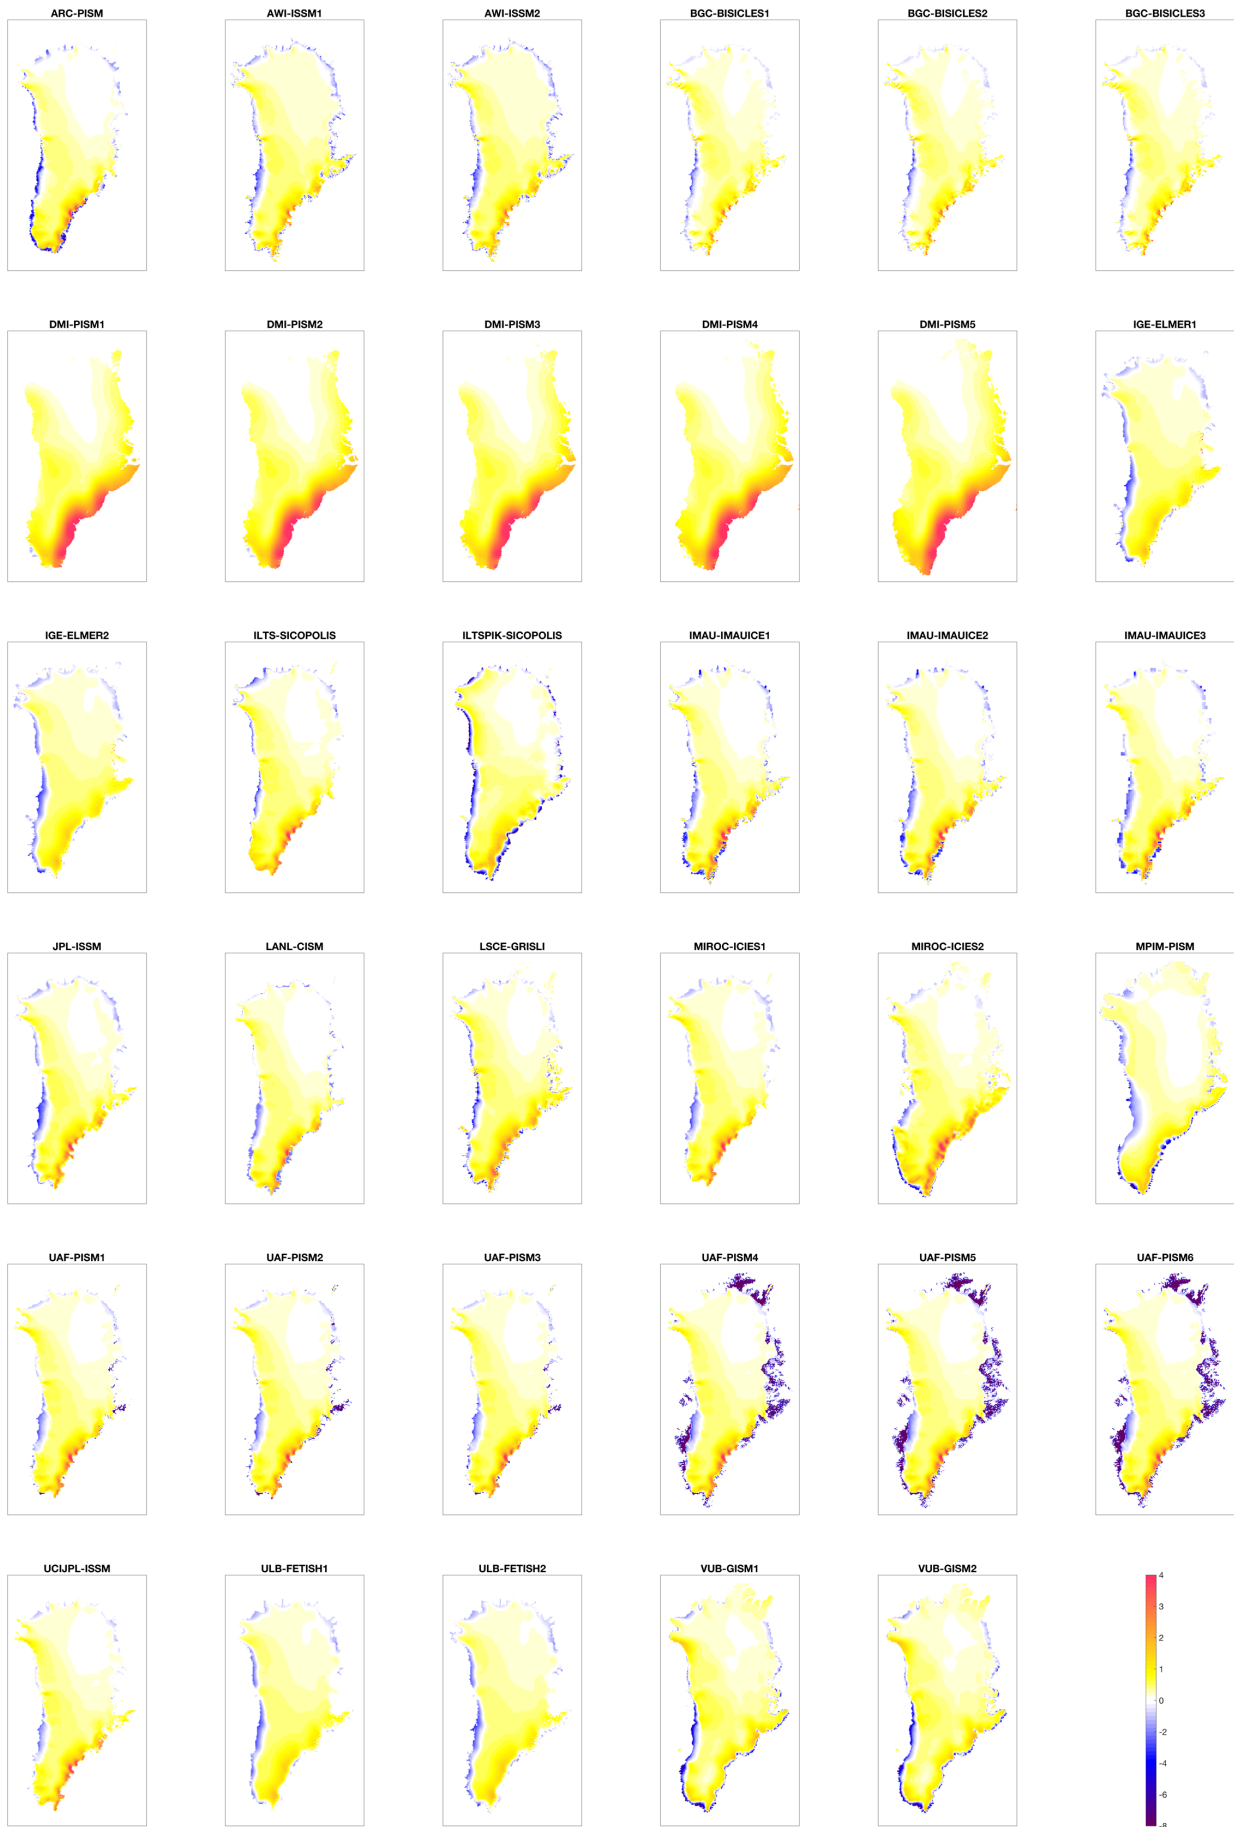 ARC-PISM AWI-ISSM1 AWI-ISSM2 BGC-BISICLES1 BGC-BISICLES2 BGC-BISICLES3
DMI-PISM1 DMI-PISM2 DMI-PISM3 DMI-PISM4 DMI-PISM5 IGE-ELMER1
IGE-ELMER2 ILTS-SICOPOLIS ILTSPIK-SICOPOLIS IMAU-IMAUICE1 IMAU-IMAUICE2 IMAU-IMAUICE3
JPL-ISSM LANL-CISM LSCE-GRISLI MIROC-ICIES1 MIROC-ICIES2 MPIM-PISM
UAF-PISM1 UAF-PISM2 UAF-PISM3 UAF-PISM4 UAF-PISM5 UAF-PISM6
UCIJPL-ISSM ULB-FETISH1 ULB-FETISH2 VUB-GISM1 VUB-GISM2
4
3
2
1
0
-2
-4
-6
-8